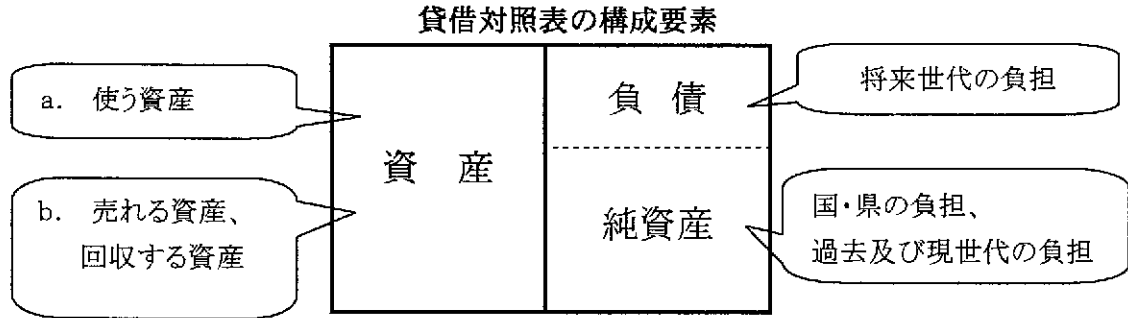 貸借対照表の構成要素
a. 使う資産
b. 売れる資産、
回収する資産
資 産
負 債
純資産
将来世代の負担
国・県の負担、
過去及び現世代の負担